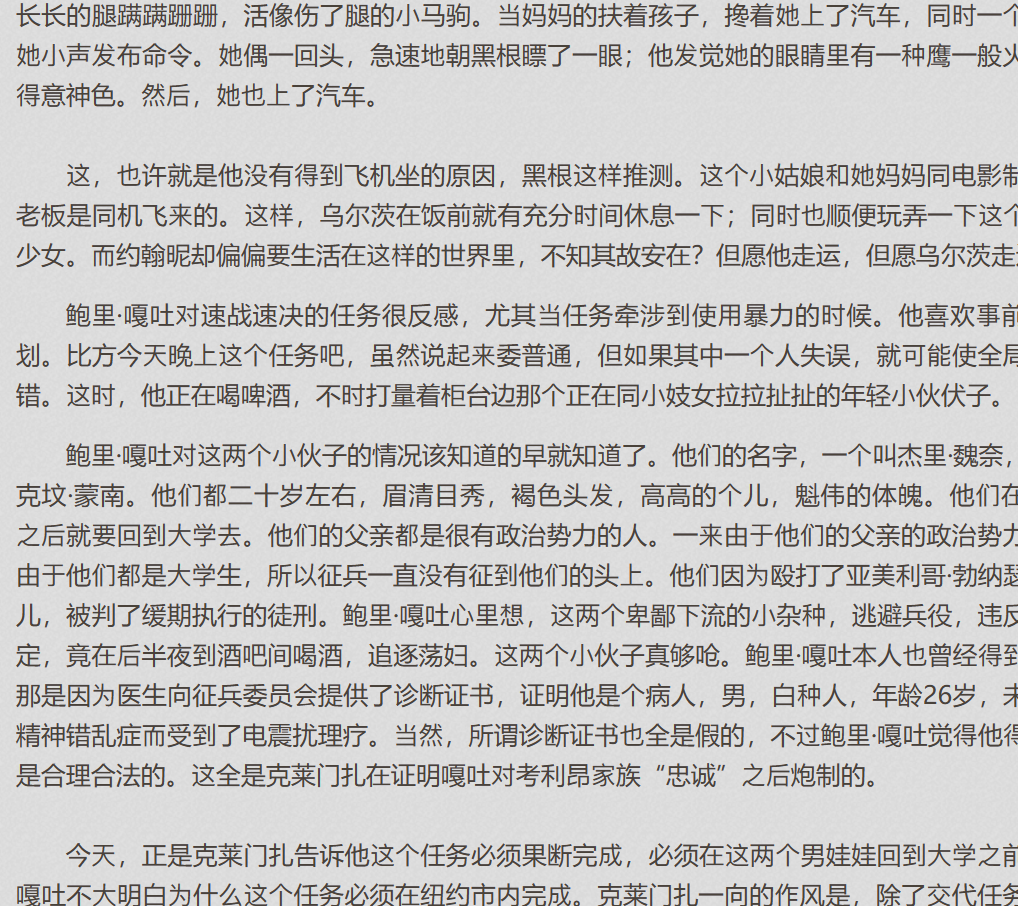 长长的腿蹒蹒跚跚，活像伤了腿的小马驹。当妈妈的扶着孩子，搀着她上了汽车，同时一个
她小声发布命令。她偶一回头，急速地朝黑根瞟了一眼；他发觉她的眼睛里有一种鹰一般火
得意神色。然后，她也上了汽车。
这，也许就是他没有得到飞机坐的原因，黑根这样推测。这个小姑娘和她妈妈同电影制
老板是同机飞来的。这样，乌尔茨在饭前就有充分时间休息一下；同时也顺便玩弄一下这个
少女。而约翰昵却偏偏要生活在这样的世界里，不知其故安在？但愿他走运，但愿乌尔茨走
鲍里·嘎吐对速战速决的任务很反感，尤其当任务牵涉到使用暴力的时候。他喜欢事前
划。比方今天晚上这个任务吧，虽然说起来委普通，但如果其中一个人失误，就可能使全局
错。这时，他正在喝啤酒，不时打量着柜台边那个正在同小妓女拉拉扯扯的年轻小伙伏子。
鲍里·嘎吐对这两个小伙子的情况该知道的早就知道了。他们的名字，一个叫杰里·魏奈，
克坟·蒙南。他们都二十岁左右，眉清目秀，褐色头发，高高的个儿，魁伟的体魄。他们在
之后就要回到大学去。他们的父亲都是很有政治势力的人。一来由于他们的父亲的政治势力
由于他们都是大学生，所以征兵一直没有征到他们的头上。他们因为殴打了亚美利哥·勃纳瑟
儿，被判了缓期执行的徒刑。鲍里·嘎吐心里想，这两个卑鄙下流的小杂种，逃避兵役，违反
定，竟在后半夜到酒吧间喝酒，追逐荡妇。这两个小伙子真够呛。鲍里·嘎吐本人也曾经得到
那是因为医生向征兵委员会提供了诊断证书，证明他是个病人，男，白种人，年龄26岁，未
精神错乱症而受到了电震扰理疗。当然，所谓诊断证书也全是假的，不过鲍里·嘎吐觉得他得
是合理合法的。这全是克莱门扎在证明嘎吐对考利昂家族“忠诚”之后炮制的。
今天，正是克莱门扎告诉他这个任务必须果断完成，必须在这两个男娃娃回到大学之前
嘎吐不大明白为什么这个任务必须在纽约市内完成。克莱门扎一向的作风是，除了交代任务